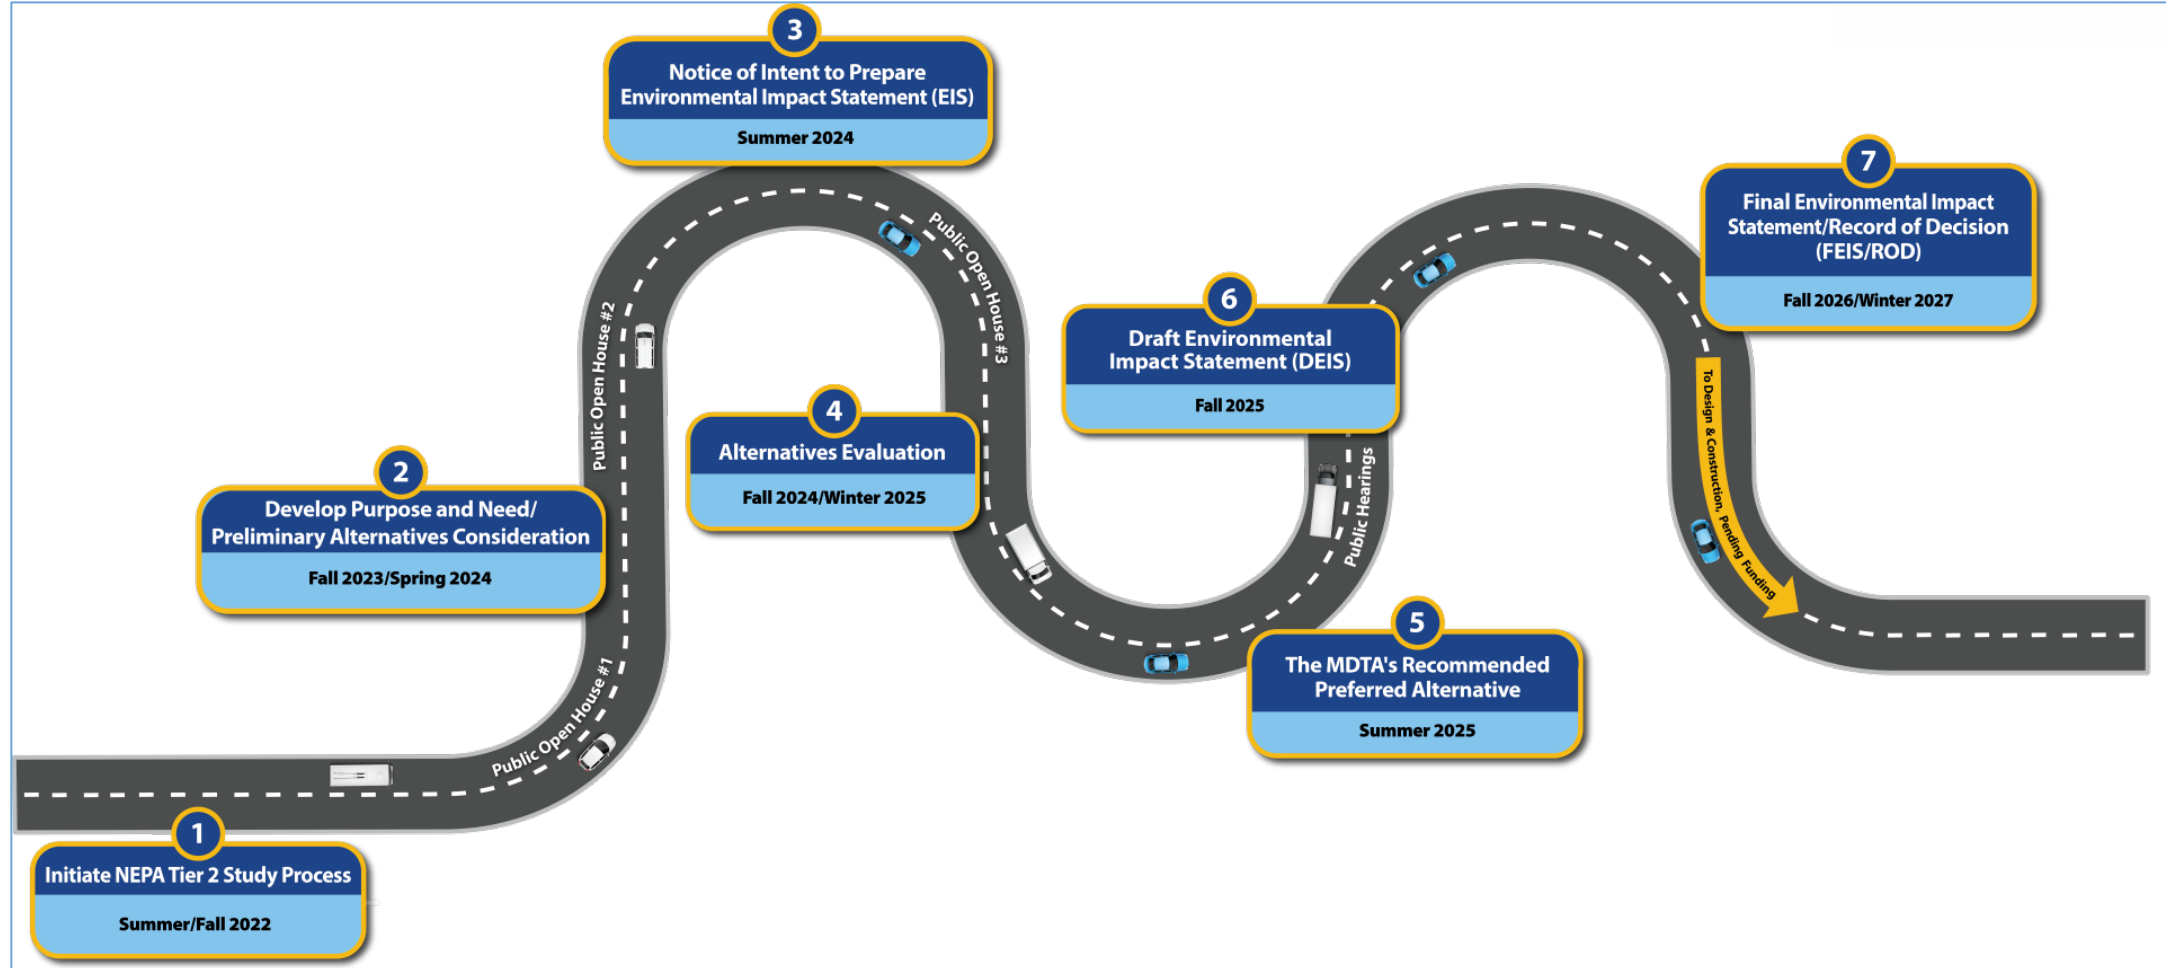 1
Initiate NEPA Tier 2 Study Process
Summer/Fall 2022
Public Open House #1
2
Develop Purpose and Need/
Preliminary Alternatives Consideration
Fall 2023/Spring 2024
Public Open House #2
3
Notice of Intent to Prepare
Environmental Impact Statement (EIS)
Summer 2024
Public Open House #3
4
Alternatives Evaluation
Fall 2024/Winter 2025
5
The MDTA's Recommended
Preferred Alternative
Summer 2025
Public Hearings
6
Draft Environmental
Impact Statement (DEIS)
Fall 2025
7
Final Environmental Impact
Statement/Record of Decision
(FEIS/ROD)
Fall 2026/Winter 2027
To Design & Construction, Pending Funding